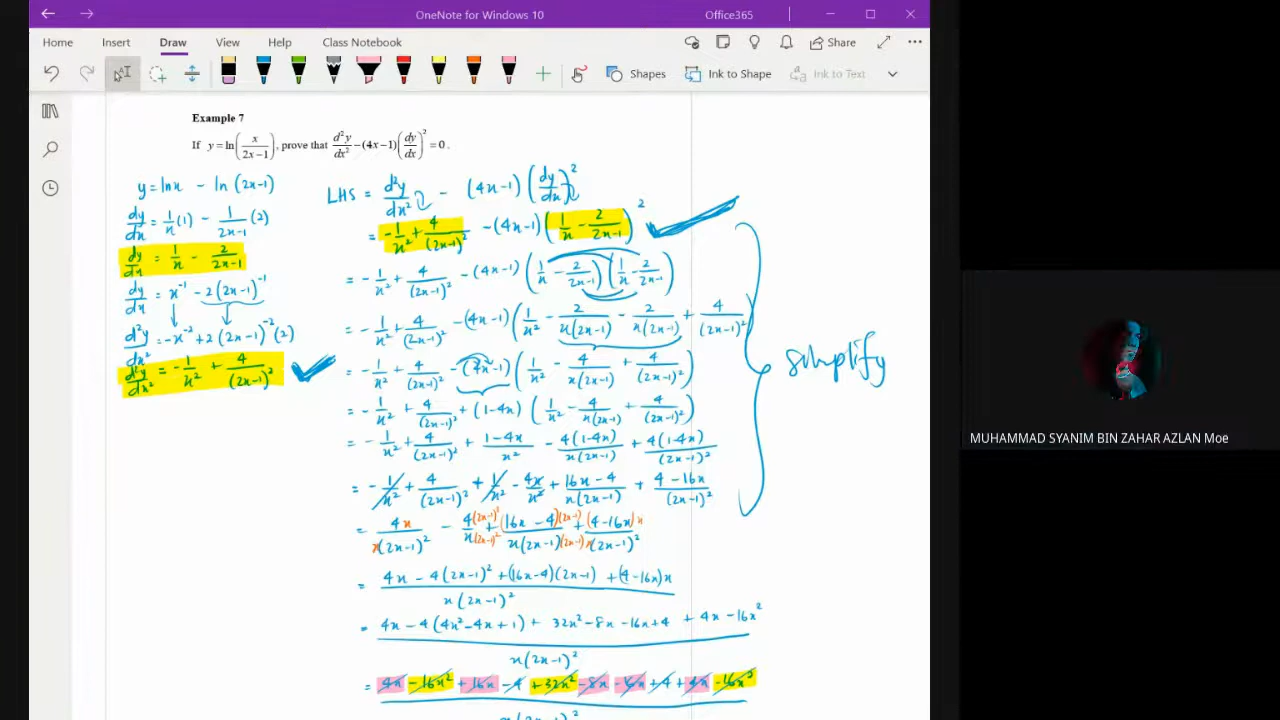 OneNote for Windows 10
Office365
Home Insert Draw View Help Class Notebook Share
Shapes Ink to Shape Ink to Text
Example 7
If y = ln(x/(2x−1)), prove that d²y/dx² −(4x−1)(dy/dx)² = 0.
y = ln x − ln (2x−1)
dy/dx = 1/x (1) − 1/(2x−1) (2)
dy/dx = 1/x − 2/(2x−1)
dy/dx = x⁻¹ − 2(2x−1)⁻¹
d²y/dx² = −x⁻² + 2(2x−1)⁻²(2)
d²y/dx² = −1/x² + 4/(2x−1)²
LHS = d²y/dx² − (4x−1)(dy/dx)²
= −1/x² + 4/(2x−1)² −(4x−1)(1/x − 2/(2x−1))²
= −1/x² + 4/(2x−1)² −(4x−1)(1/x − 2/(2x−1))(1/x − 2/(2x−1))
= −1/x² + 4/(2x−1)² −(4x−1)(1/x² − 2/(x(2x−1)) − 2/(x(2x−1)) + 4/(2x−1)²)
= −1/x² + 4/(2x−1)² −(4x−1)(1/x² − 4/(x(2x−1)) + 4/(2x−1)²)
= −1/x² + 4/(2x−1)² + (1−4x)(1/x² − 4/(x(2x−1)) + 4/(2x−1)²)
= −1/x² + 4/(2x−1)² + (1−4x)/x² − 4(1−4x)/(x(2x−1)) + 4(1−4x)/(2x−1)²
= −1/x² + 4/(2x−1)² + 1/x² − 4x/x² + (16x−4)/(x(2x−1)) + (4−16x)/(2x−1)²
= 4x/(x(2x−1)²) − 4(2x−1)²/(x(2x−1)²) + (16x−4)(2x−1)/(x(2x−1)(2x−1)) + (4−16x)x/(x(2x−1)²)
= (4x − 4(2x−1)² + (16x−4)(2x−1) + (4−16x)x)/(x(2x−1)²)
= (4x − 4(4x²−4x+1) + 32x² − 8x − 16x + 4 + 4x − 16x²)/(x(2x−1)²)
= 4x − 16x² + 16x − 4 + 32x² − 8x − 16x + 4 + 4x − 16x²
x(2x−1)²
simplify
MUHAMMAD SYANIM BIN ZAHAR AZLAN Moe